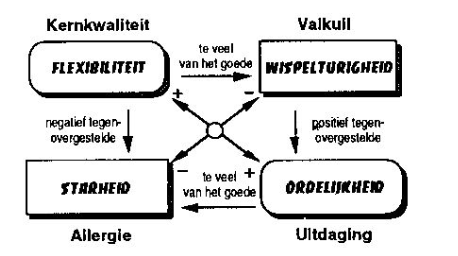 Kernkwaliteit
Valkuil
FLEXIBILITEIT
te veel
van het goede
WISPELTURIGHEID
+
-
negatief tegen-
overgestelde
positief tegen-
overgestelde
-
te veel
van het goede
+
STARHEID
ORDELIJKHEID
Allergie
Uitdaging